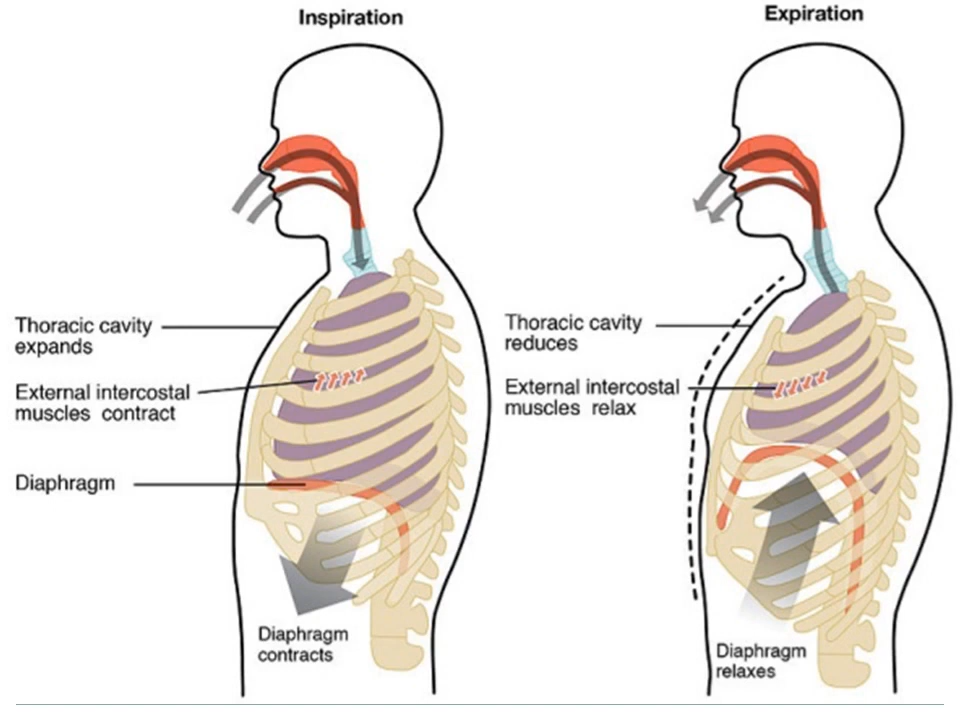 Inspiration
Thoracic cavity
expands
External intercostal
muscles contract
Diaphragm
Diaphragm
contracts
Expiration
Thoracic cavity
reduces
External intercostal
muscles relax
Diaphragm
relaxes